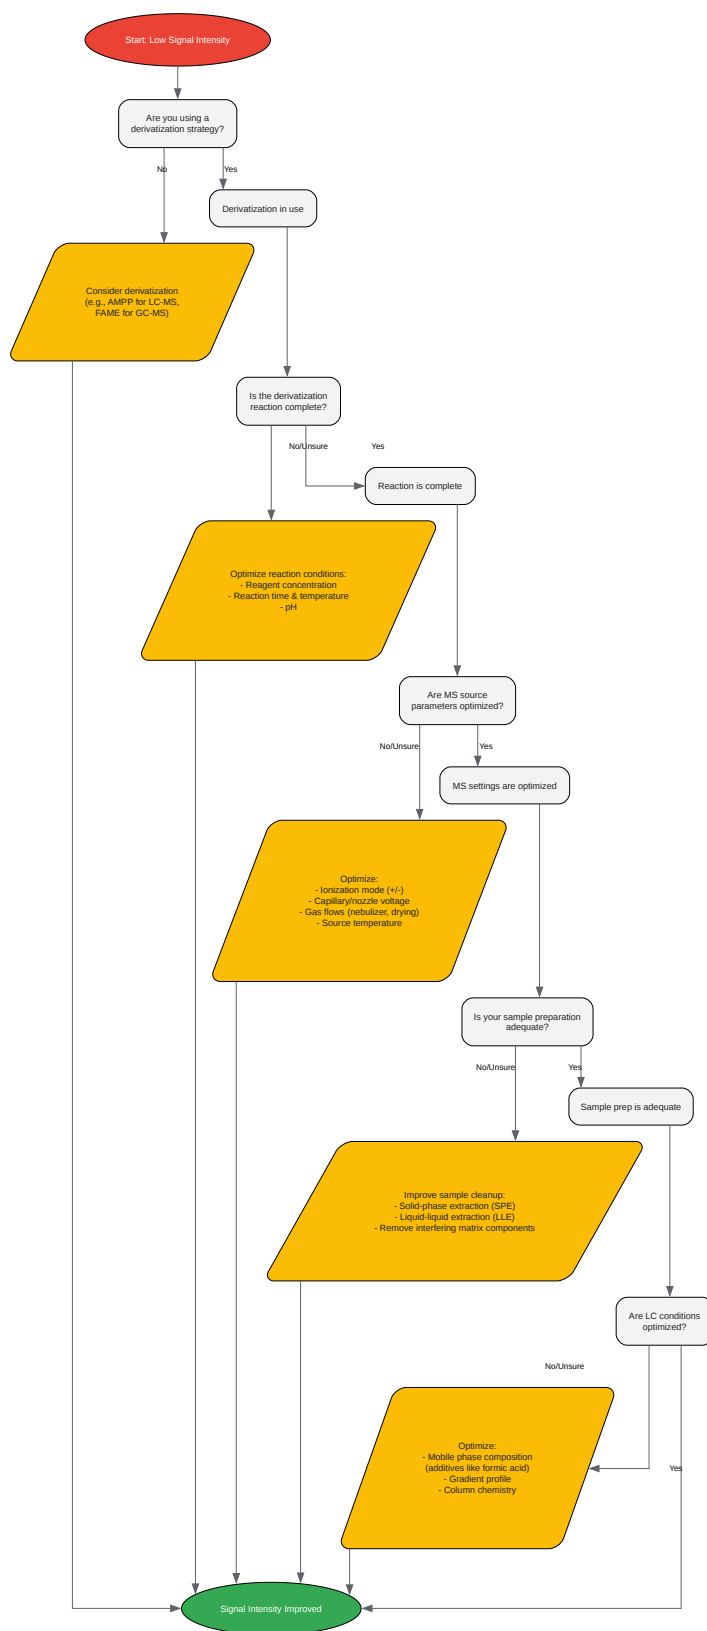 Start: Low Signal Intensity
Are you using a
derivatization strategy?
No
Yes
Derivatization in use
Consider derivatization
(e.g., AMPP for LC-MS,
FAME for GC-MS)
Is the derivatization
reaction complete?
No/Unsure
Yes
Reaction is complete
Optimize reaction conditions:
- Reagent concentration
- Reaction time & temperature
- pH
Are MS source
parameters optimized?
No/Unsure
Yes
MS settings are optimized
Optimize:
- Ionization mode (+/-)
- Capillary/nozzle voltage
- Gas flows (nebulizer, drying)
- Source temperature
Is your sample preparation
adequate?
No/Unsure
Yes
Sample prep is adequate
Improve sample cleanup:
- Solid-phase extraction (SPE)
- Liquid-liquid extraction (LLE)
- Remove interfering matrix components
Are LC conditions
optimized?
No/Unsure
Optimize:
- Mobile phase composition
(additives like formic acid)
- Gradient profile
- Column chemistry
Yes
Signal Intensity Improved